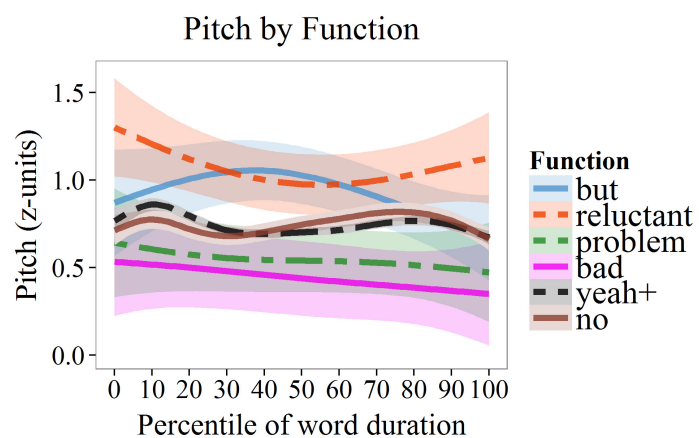 Pitch by Function
Pitch (z-units)
1.5
1.0
0.5
0.0
0 10 20 30 40 50 60 70 80 90 100
Percentile of word duration
Function
but
reluctant
problem
bad
yeah+
no